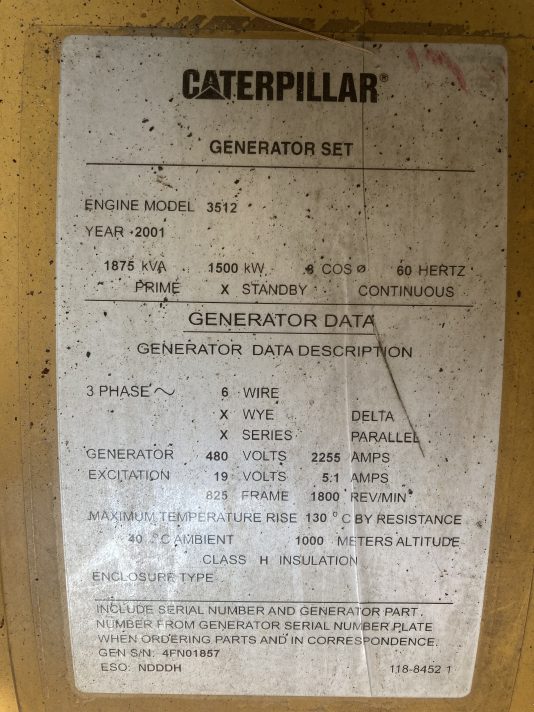 CATERPILLAR®
GENERATOR SET
ENGINE MODEL 3512
YEAR 2001
1875 kVA 1500 kW 8 COS ø 60 HERTZ
PRIME X STANDBY CONTINUOUS
GENERATOR DATA
GENERATOR DATA DESCRIPTION
3 PHASE ~ 6 WIRE
X WYE DELTA
X SERIES PARALLEL
GENERATOR 480 VOLTS 2255 AMPS
EXCITATION 19 VOLTS 5.1 AMPS
825 FRAME 1800 REV/MIN
MAXIMUM TEMPERATURE RISE 130 °C BY RESISTANCE
40 °C AMBIENT 1000 METERS ALTITUDE
CLASS H INSULATION
ENCLOSURE TYPE
INCLUDE SERIAL NUMBER AND GENERATOR PART
NUMBER FROM GENERATOR SERIAL NUMBER PLATE
WHEN ORDERING PARTS AND IN CORRESPONDENCE.
GEN S/N: 4FN01857
ESO: NDDDH 118-8452 1